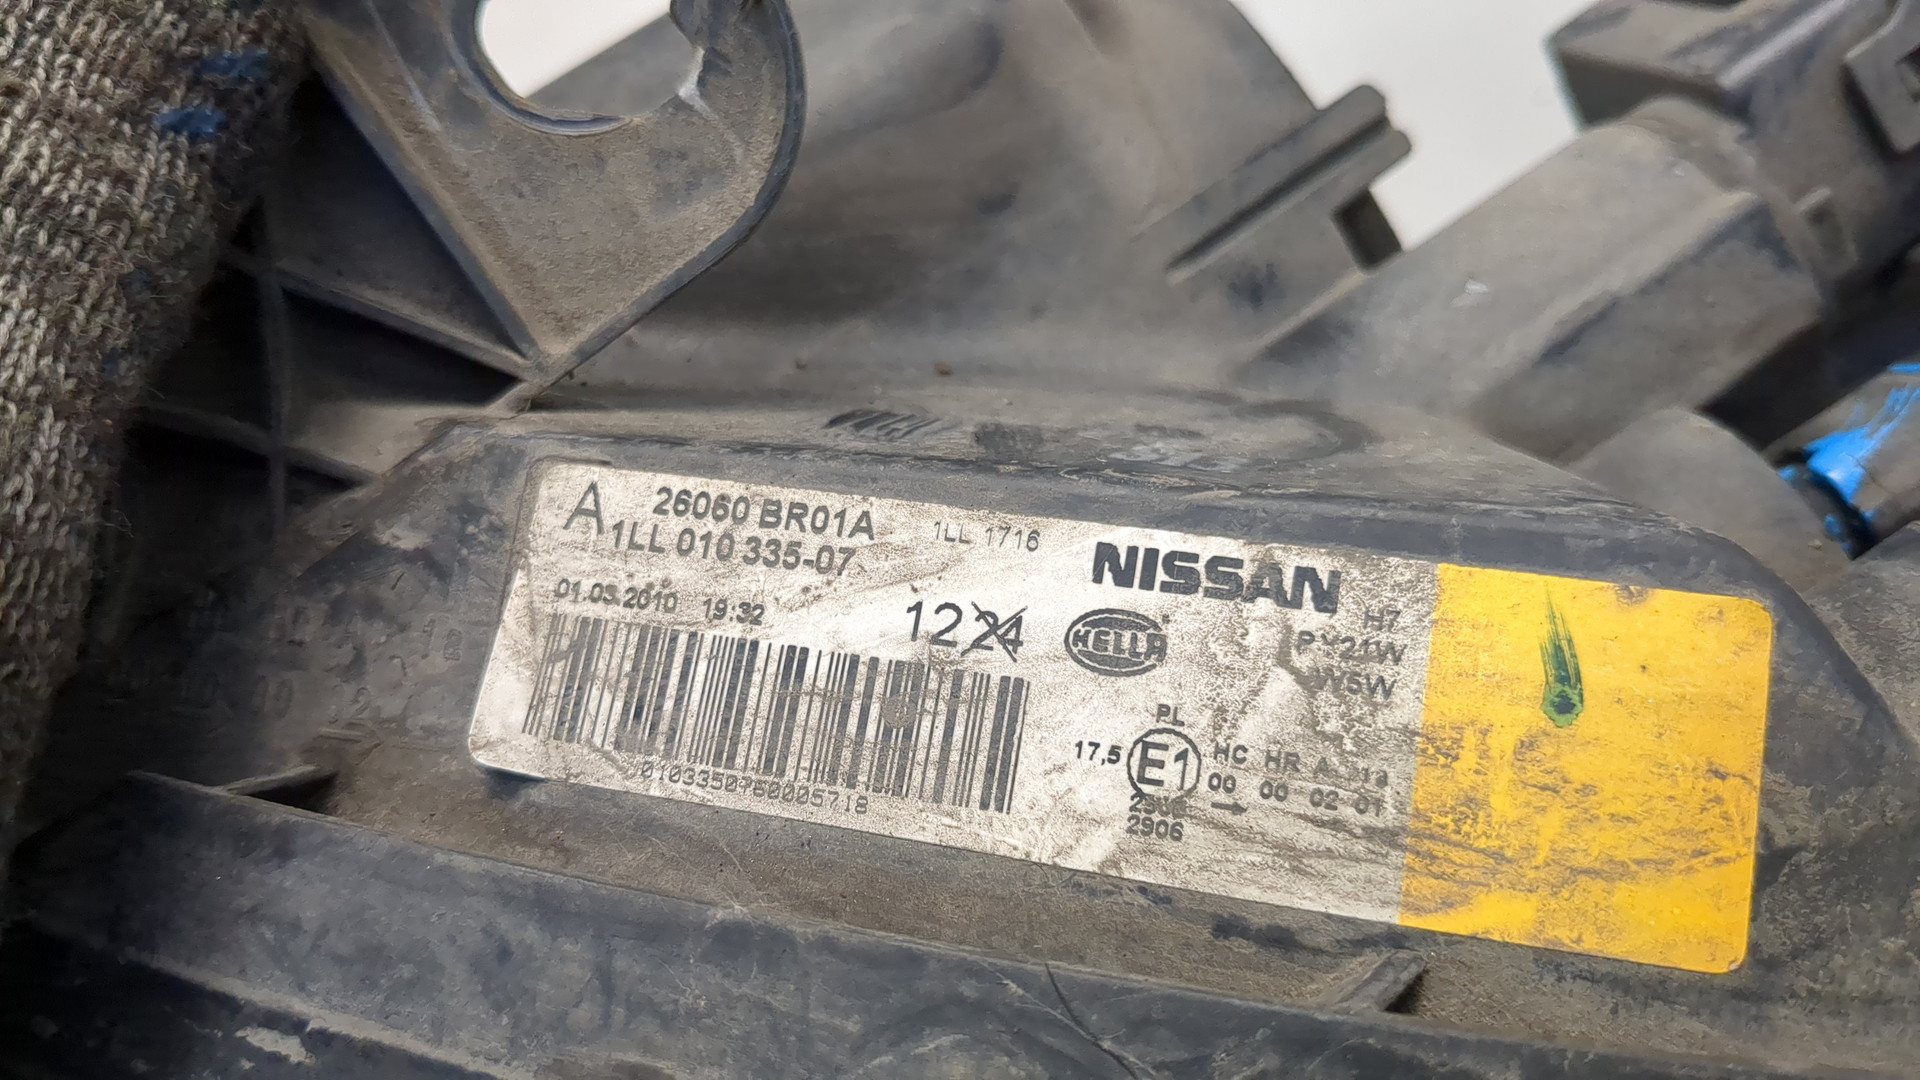 A 26060 BR01A
1LL 010 335-07
1LL 1716
01.03.2010 19:32
12 24
0103350760005718
NISSAN
HELLA
H7
PY21W
W5W
PL
17,5 E1 HC HR A
00 00 02 01
2906